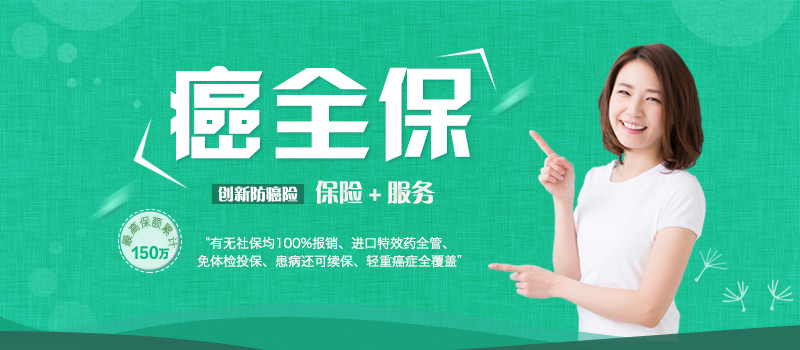 癌全保
创新防癌险 保险+服务
最高保额累计
150万
“有无社保均100%报销、进口特效药全管、
免体检投保、患病还可续保、轻重癌症全覆盖”